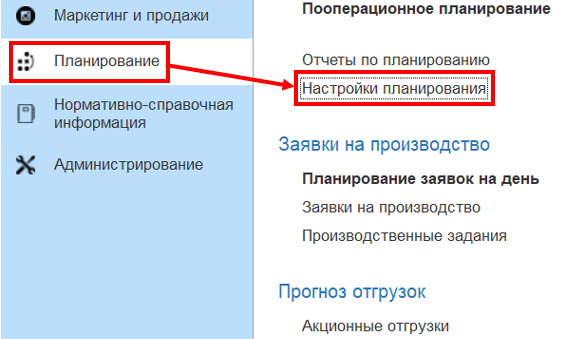 Маркетинг и продажи
Планирование
Нормативно-справочная
информация
Администрирование
Пооперационное планирование
Отчеты по планированию
Настройки планирования
Заявки на производство
Планирование заявок на день
Заявки на производство
Производственные задания
Прогноз отгрузок
Акционные отгрузки